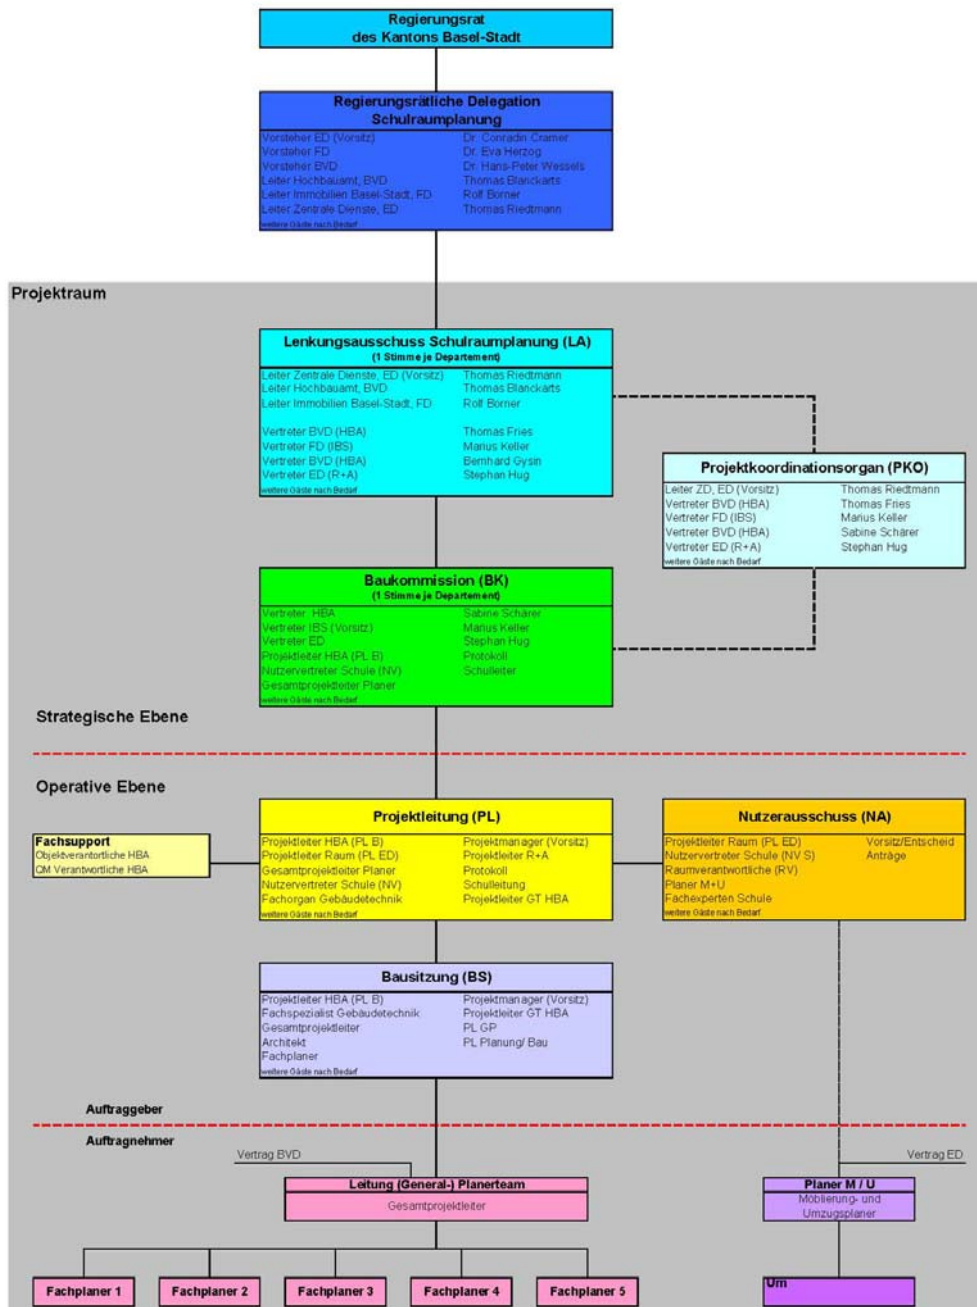 Regierungsrat
des Kantons Basel-Stadt
Regierungsrätliche Delegation
Schulraumplanung
Vorsteher ED (Vorsitz) Dr. Conradin Cramer
Vorsteher FD Dr. Eva Herzog
Vorsteher BVD Dr. Hans-Peter Wessels
Leiter Hochbauamt, BVD Thomas Blanckarts
Leiter Immobilien Basel-Stadt, FD Rolf Borner
Leiter Zentrale Dienste, ED Thomas Riedtmann
weitere Gäste nach Bedarf
Projektraum
Lenkungsausschuss Schulraumplanung (LA)
(1 Stimme je Departement)
Leiter Zentrale Dienste, ED (Vorsitz) Thomas Riedtmann
Leiter Hochbauamt, BVD Thomas Blanckarts
Leiter Immobilien Basel-Stadt, FD Rolf Borner
Vertreter BVD (HBA) Thomas Fries
Vertreter FD (IBS) Marius Keller
Vertreter BVD (HBA) Bernhard Gysin
Vertreter ED (R+A) Stephan Hug
weitere Gäste nach Bedarf
Projektkoordinationsorgan (PKO)
Leiter ZD, ED (Vorsitz) Thomas Riedtmann
Vertreter BVD (HBA) Thomas Fries
Vertreter FD (IBS) Marius Keller
Vertreter BVD (HBA) Sabine Schärer
Vertreter ED (R+A) Stephan Hug
weitere Gäste nach Bedarf
Baukommission (BK)
(1 Stimme je Departement)
Vertreter HBA Sabine Schärer
Vertreter IBS (Vorsitz) Marius Keller
Vertreter ED Stephan Hug
Projektleiter HBA (PL B) Protokoll
Nutzervertreter Schule (NV) Schulleiter
Gesamtprojektleiter Planer
weitere Gäste nach Bedarf
Strategische Ebene
Operative Ebene
Fachsupport
Objektverantortliche HBA
QM Verantwortliche HBA
Projektleitung (PL)
Projektleiter HBA (PL B) Projektmanager (Vorsitz)
Projektleiter Raum (PL ED) Projektleiter R+A
Gesamtprojektleiter Planer Protokoll
Nutzervertreter Schule (NV) Schulleitung
Fachorgan Gebäudetechnik Projektleiter GT HBA
weitere Gäste nach Bedarf
Nutzerausschuss (NA)
Projektleiter Raum (PL ED) Vorsitz/Entscheid
Nutzervertreter Schule (NV S) Anträge
Raumverantwortliche (RV)
Planer M+U
Fachexperten Schule
weitere Gäste nach Bedarf
Bausitzung (BS)
Projektleiter HBA (PL B) Projektmanager (Vorsitz)
Fachspezialist Gebäudetechnik Projektleiter GT HBA
Gesamtprojektleiter PL GP
Architekt PL Planung/ Bau
Fachplaner
weitere Gäste nach Bedarf
Auftraggeber
Auftragnehmer
Vertrag BVD
Vertrag ED
Leitung (General-) Planerteam
Gesamtprojektleiter
Planer M / U
Möblierung- und
Umzugsplaner
Fachplaner 1
Fachplaner 2
Fachplaner 3
Fachplaner 4
Fachplaner 5
Um